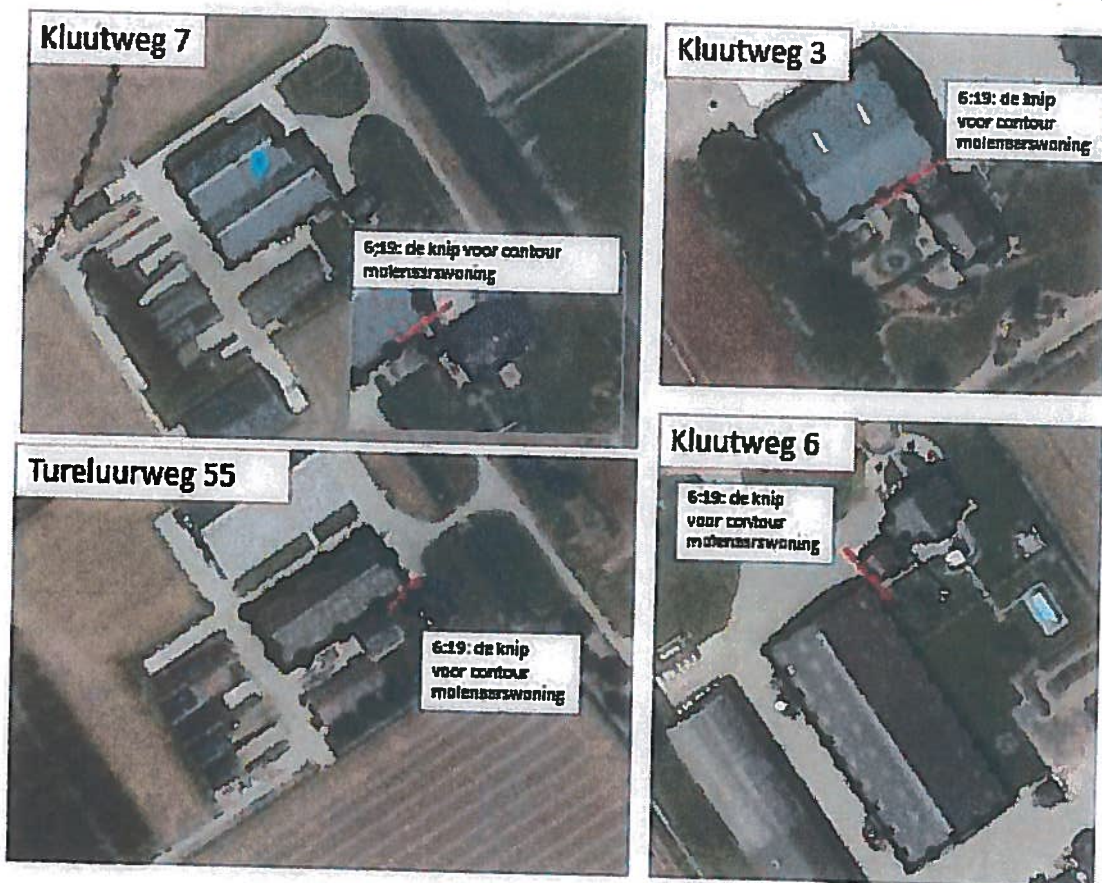 Kluutweg 7
6:19: de knip voor contour
molenaarswoning
Kluutweg 3
6:19: de knip
voor contour
molenaarswoning
Tureluurweg 55
6:19: de knip
voor contour
molenaarswoning
Kluutweg 6
6:19: de knip
voor contour
molenaarswoning